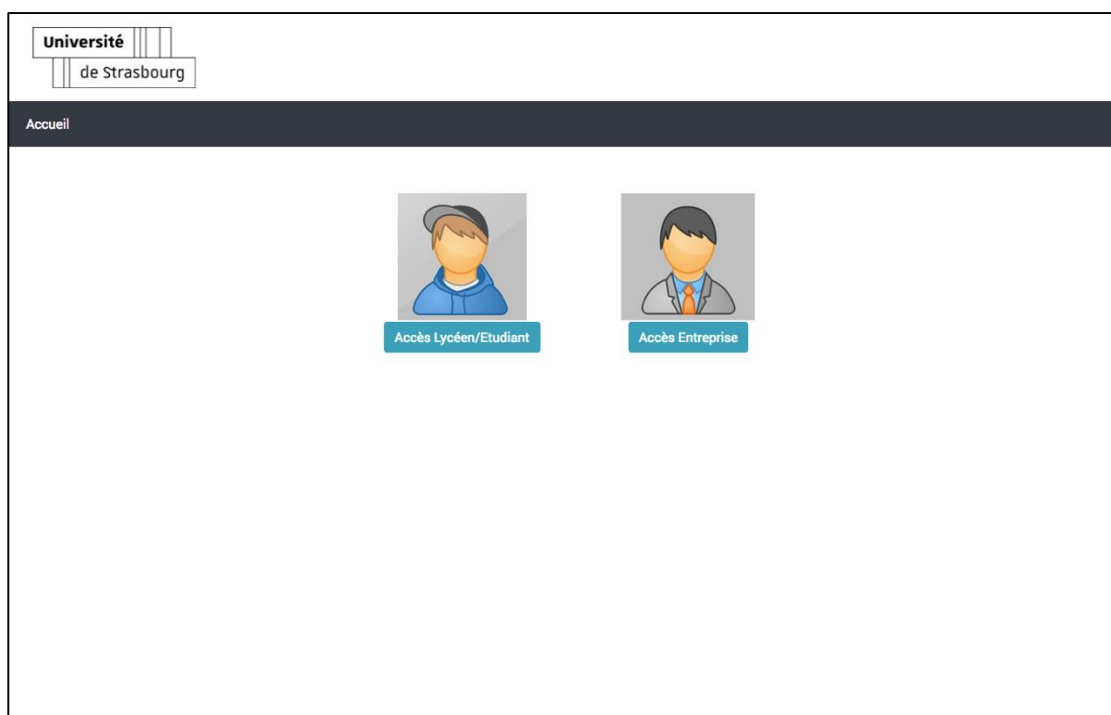 Université
de Strasbourg
Accueil
Accès Lycéen/Etudiant
Accès Entreprise